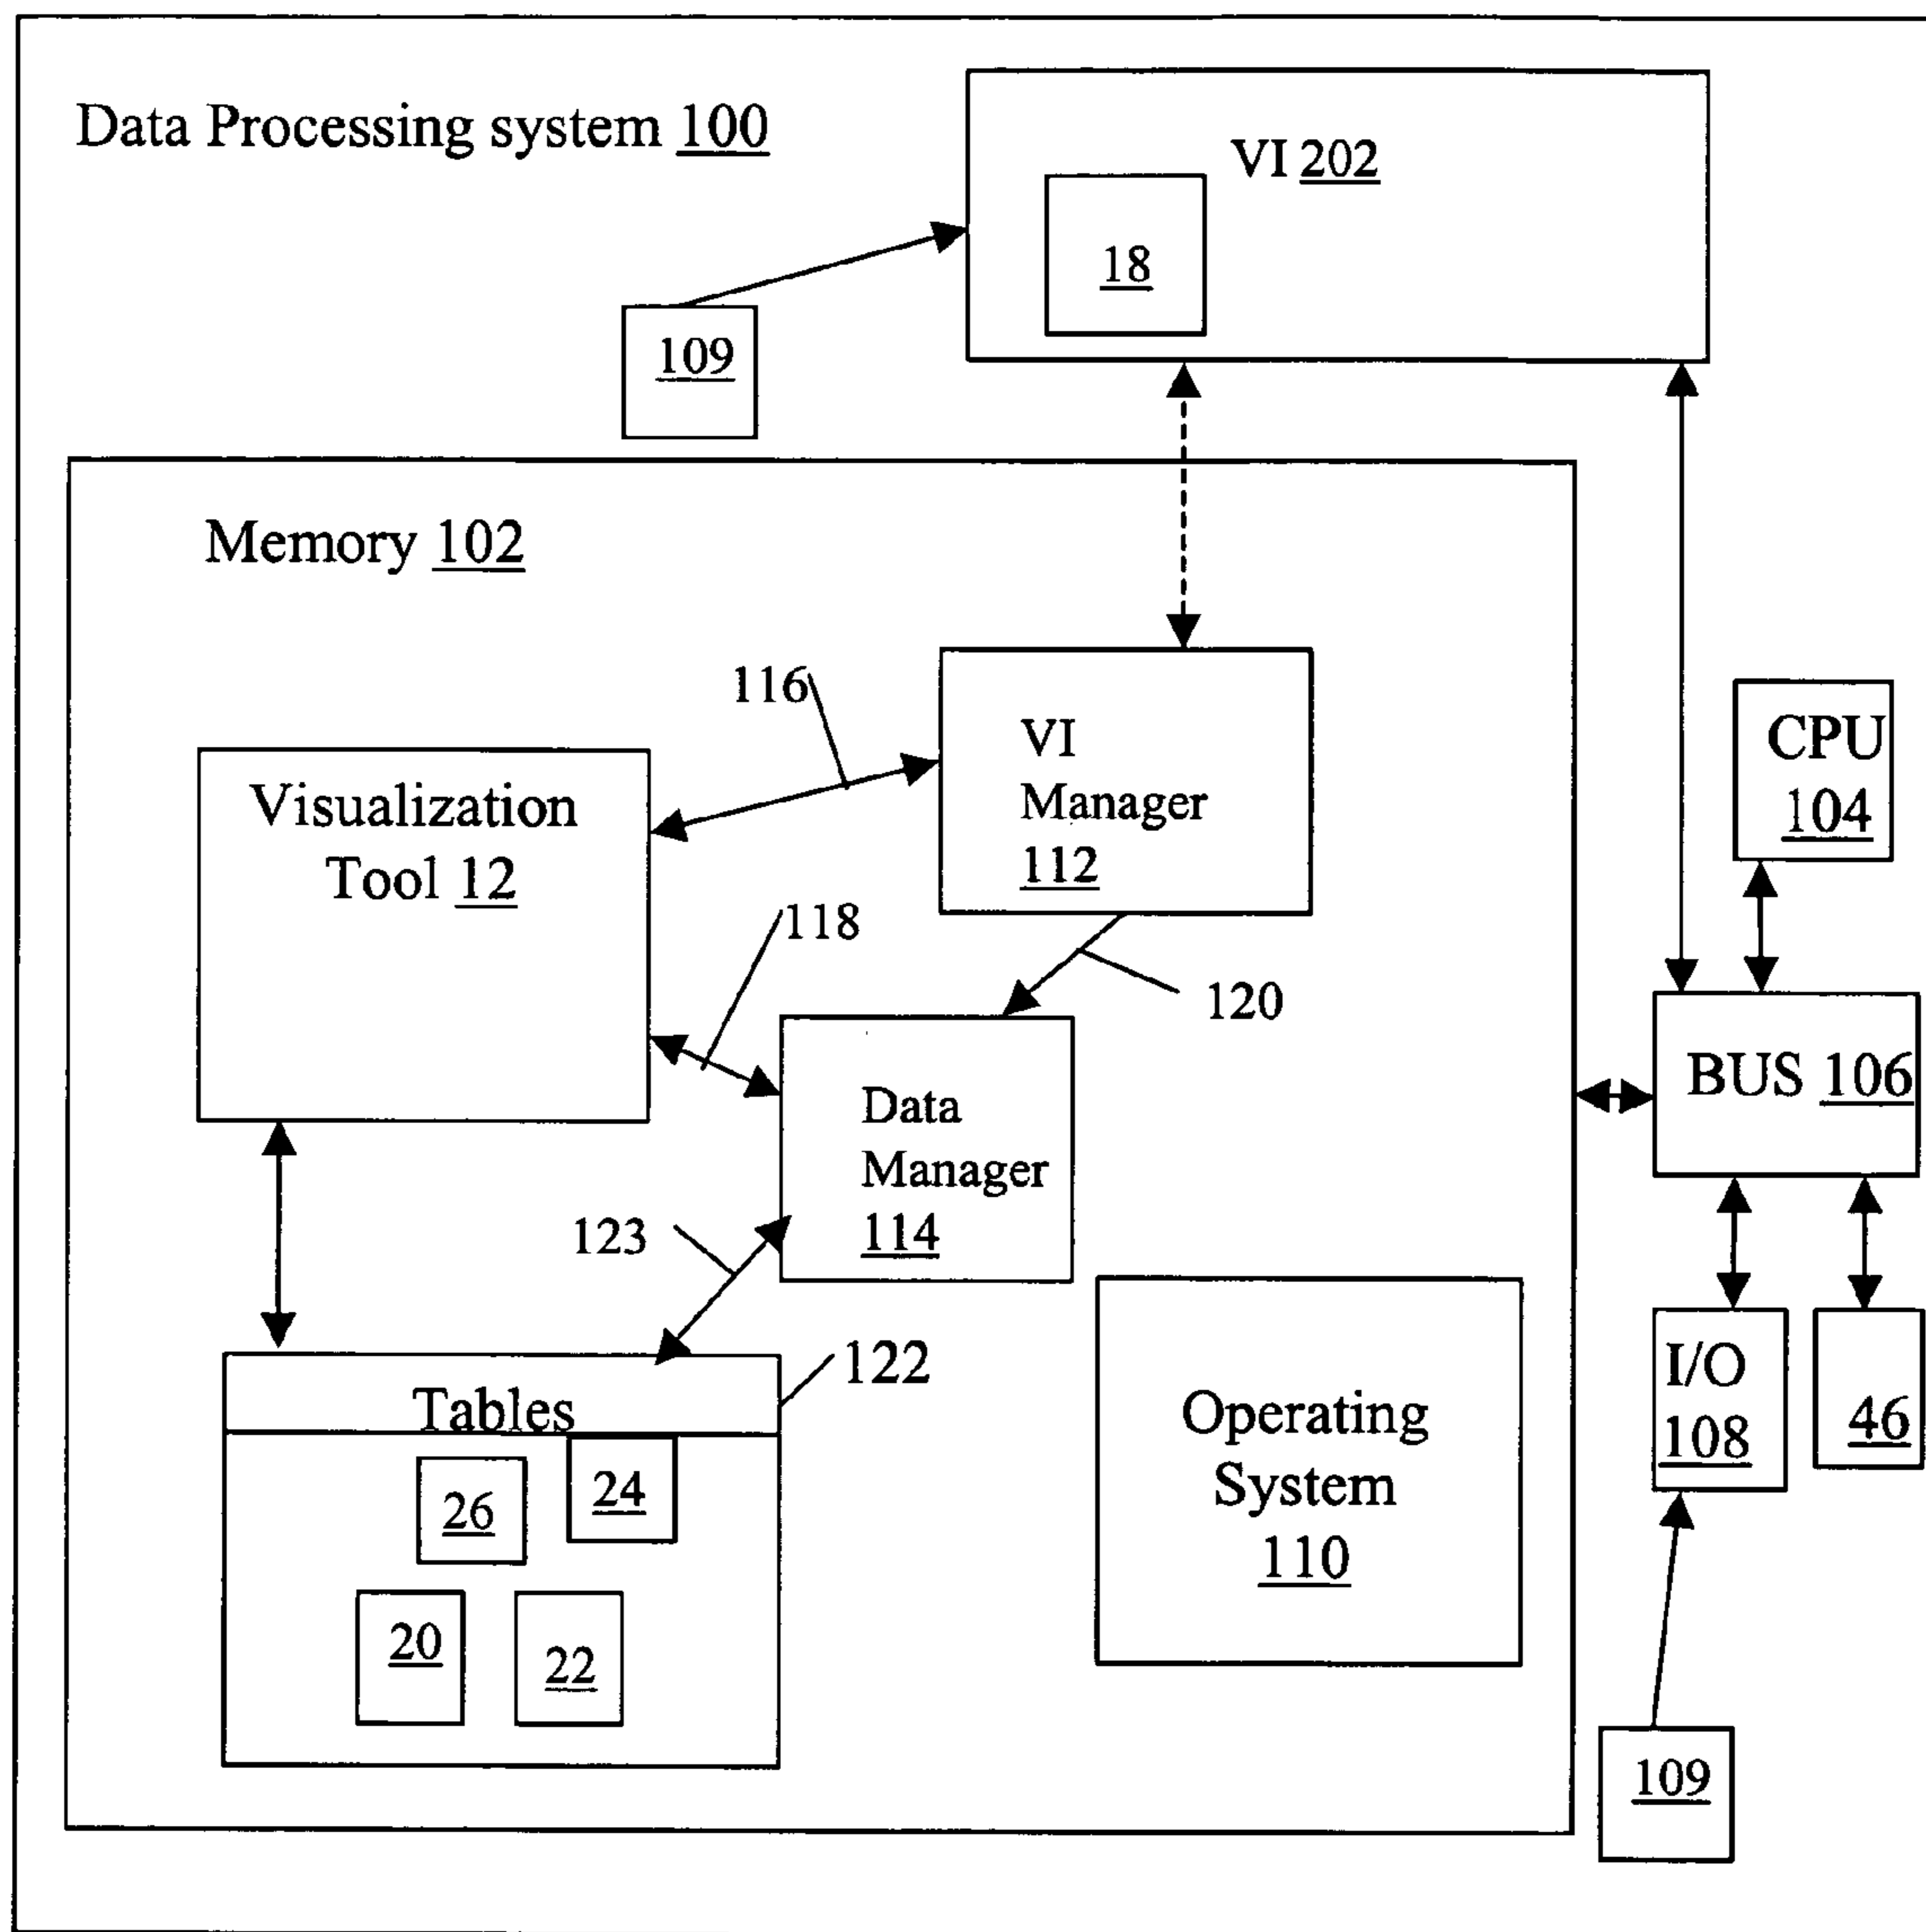 Data Processing system 100
VI 202
18
109
Memory 102
116
VI
Manager
112
CPU
104
Visualization
Tool 12
118
120
BUS 106
Data
Manager
114
123
122
Tables
26
24
20
22
Operating
System
110
I/O
108
46
109